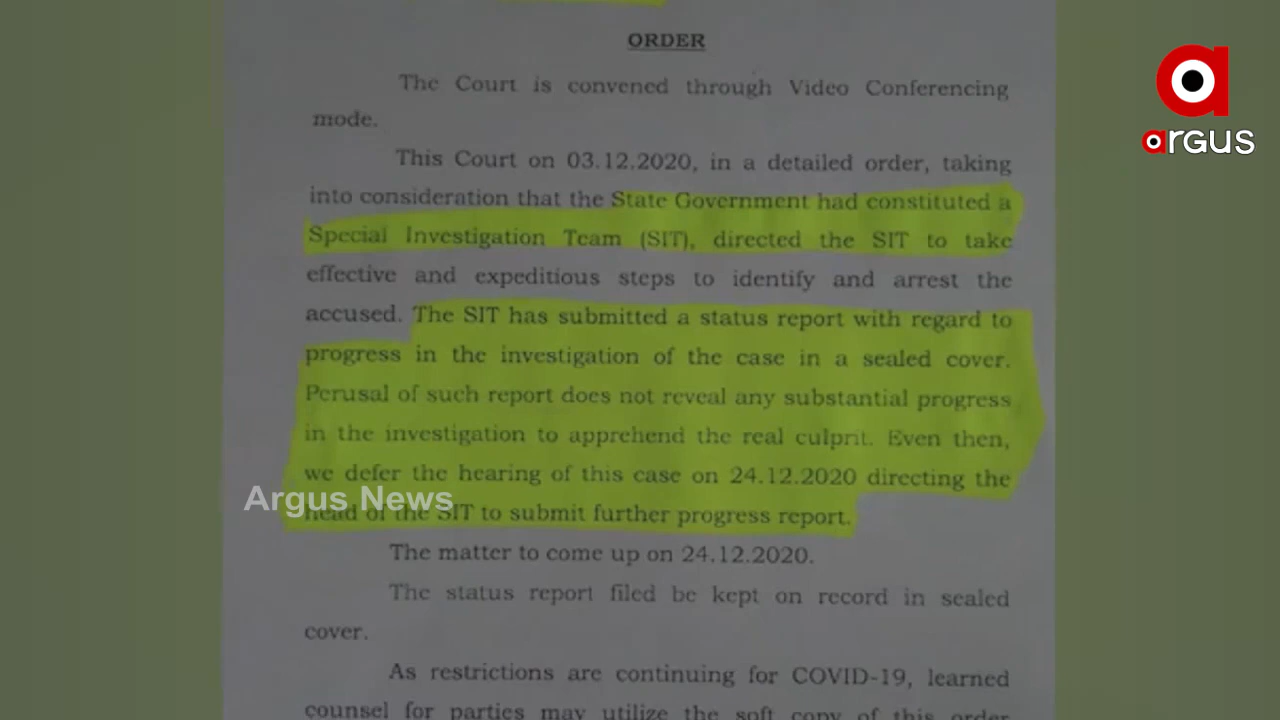 ORDER
The Court is convened through Video Conferencing
mode.
This Court on 03.12.2020, in a detailed order, taking
into consideration that the State Government had constituted a
Special Investigation Team (SIT), directed the SIT to take
effective and expeditious steps to identify and arrest the
accused. The SIT has submitted a status report with regard to
progress in the investigation of the case in a sealed cover.
Perusal of such report does not reveal any substantial progress
in the investigation to apprehend the real culprit. Even then,
we defer the hearing of this case on 24.12.2020 directing the
head of the SIT to submit further progress report.
The matter to come up on 24.12.2020.
The status report filed be kept on record in sealed
cover.
As restrictions are continuing for COVID-19, learned
counsel for parties may utilize the soft copy of this order
argus
Argus News